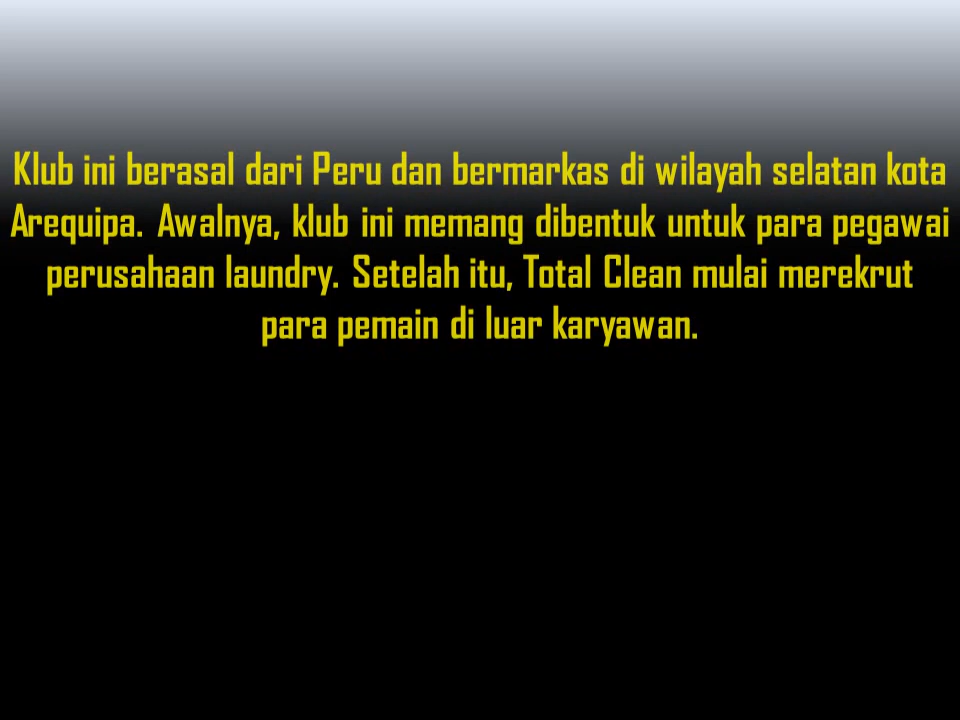 Klub ini berasal dari Peru dan bermarkas di wilayah selatan kota
Arequipa. Awalnya, klub ini memang dibentuk untuk para pegawai
perusahaan laundry. Setelah itu, Total Clean mulai merekrut
para pemain di luar karyawan.